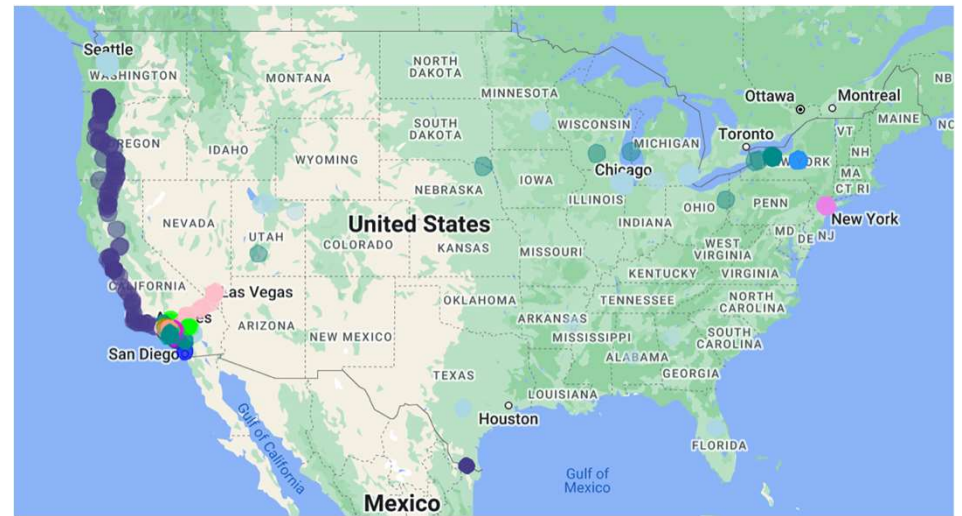 Seattle
WASHINGTON
MONTANA
NORTH
DAKOTA
MINNESOTA
Ottawa
Montreal
NB
MAINE
OREGON
IDAHO
SOUTH
DAKOTA
WISCONSIN
MICHIGAN
Toronto
VT
NH
NEW YORK
MA
CT RI
WYOMING
IOWA
Chicago
NEBRASKA
ILLINOIS
INDIANA
OHIO
PENN
New York
NEVADA
UTAH
United States
COLORADO
KANSAS
MISSOURI
WEST
VIRGINIA
MD
DE
NJ
KENTUCKY
VIRGINIA
CALIFORNIA
Las Vegas
OKLAHOMA
TENNESSEE
NORTH
CAROLINA
ARIZONA
NEW MEXICO
ARKANSAS
MISSISSIPPI
SOUTH
CAROLINA
San Diego
ALABAMA
GEORGIA
TEXAS
LOUISIANA
Houston
FLORIDA
Gulf of California
Gulf of
Mexico
Mexico